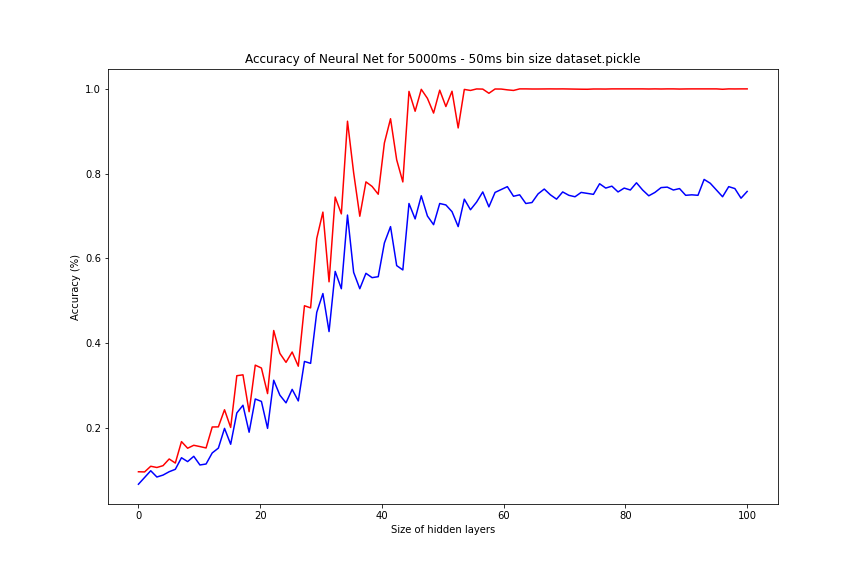 Accuracy of Neural Net for 5000ms - 50ms bin size dataset.pickle
1.0
0.8
0.6
0.4
0.2
Accuracy (%)
0 20 40 60 80 100
Size of hidden layers